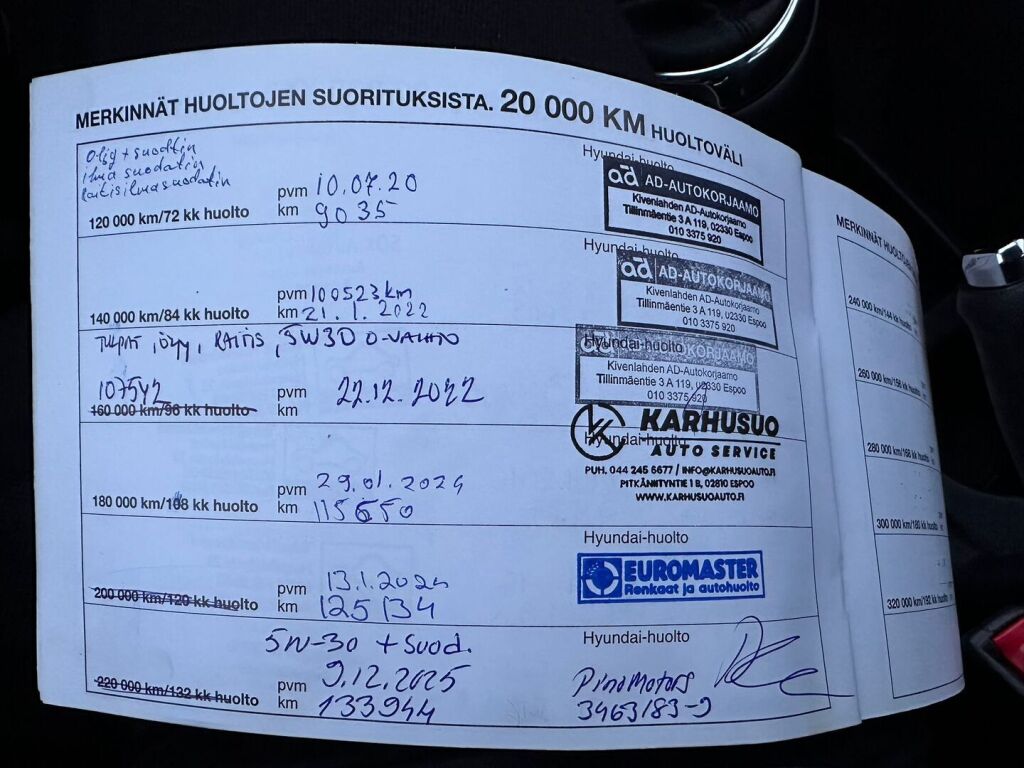 MERKINNÄT HUOLTOJEN SUORITUKSISTA. 20 000 KM HUOLTOVÄLI
Öljy + suodatin
ilma suodatin
raitisilmasuodatin
120 000 km/72 kk huolto
pvm 10.07.20
km 9035
Hyundai-huolto
ad AD-AUTOKORJAAMO
Kivenlahden AD-Autokorjaamo
Tillinmäentie 3 A 119, 02330 Espoo
010 3375 920
140 000 km/84 kk huolto
pvm 100523km
km 21.1.2022
Hyundai-huolto
ad AD-AUTOKORJAAMO
Kivenlahden AD-Autokorjaamo
Tillinmäentie 3 A 119, 02330 Espoo
010 3375 920
TULPAT, ÖLJY, RAITIS, 5W30 Ö-VAIHTO
107542
160 000 km/96 kk huolto
pvm 22.12.2022
km
Hyundai-huolto
ad AD-AUTOKORJAAMO
Kivenlahden AD-Autokorjaamo
Tillinmäentie 3 A 119, 02330 Espoo
010 3375 920
180 000 km/108 kk huolto
pvm 29.01.2024
km 115650
Hyundai-huolto
KARHUSUO
AUTO SERVICE
PUH. 044 245 6677 / INFO@KARHUSUOAUTO.FI
PITKÄNIITYNTIE 1 B, 02810 ESPOO
WWW.KARHUSUOAUTO.FI
200 000 km/120 kk huolto
pvm 13.1.202
km 125134
Hyundai-huolto
EUROMASTER
Renkaat ja autohuolto
5W-30 + Suod.
220 000 km/132 kk huolto
pvm 9.12.2025
km 133944
Hyundai-huolto
PinoMotors
3463183-9
MERKINNÄT HUOLTOJEN
240 000 km/144 kk huolto
260 000 km/156 kk huolto
280 000 km/168 kk huolto
300 000 km/180 kk huolto
320 000 km/192 kk huolto